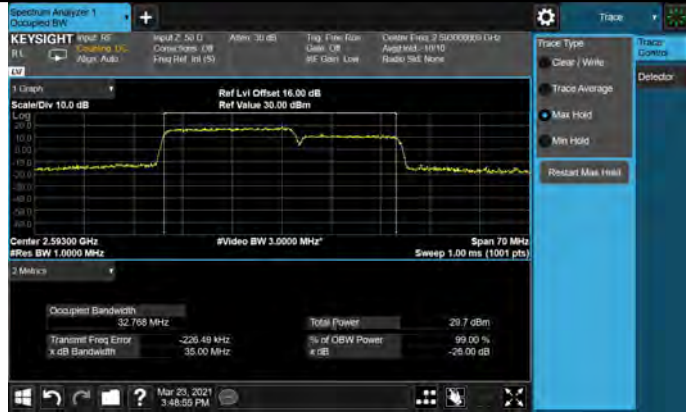 Spectrum Analyzer 1
Occupied BW
+
Trace
KEYSIGHT Input: RF
RL
Coupling: DC
Align: Auto
Input Z: 50 Ω
Corrections: Off
Freq Ref: Int (S)
Atten: 30 dB
Trig: Free Run
Gate: Off
#IF Gain: Low
Center Freq: 2.593000000 GHz
Avg|Hold: 10/10
Radio Std: None
1 Graph
Scale/Div 10.0 dB
Ref Lvl Offset 16.00 dB
Ref Value 30.00 dBm
Log
20.0
10.0
0.00
Center 2.59300 GHz
#Res BW 1.0000 MHz
#Video BW 3.0000 MHz*
Span 70 MHz
Sweep 1.00 ms (1001 pts)
2 Metrics
Occupied Bandwidth
32.768 MHz
Total Power 29.7 dBm
Transmit Freq Error -226.49 kHz
% of OBW Power 99.00 %
x dB Bandwidth 35.00 MHz
x dB -26.00 dB
Trace Type
Clear / Write
Trace Average
Max Hold
Min Hold
Restart Max Hold
Trace
Control
Detector
?
Mar 23, 2021
3:48:55 PM